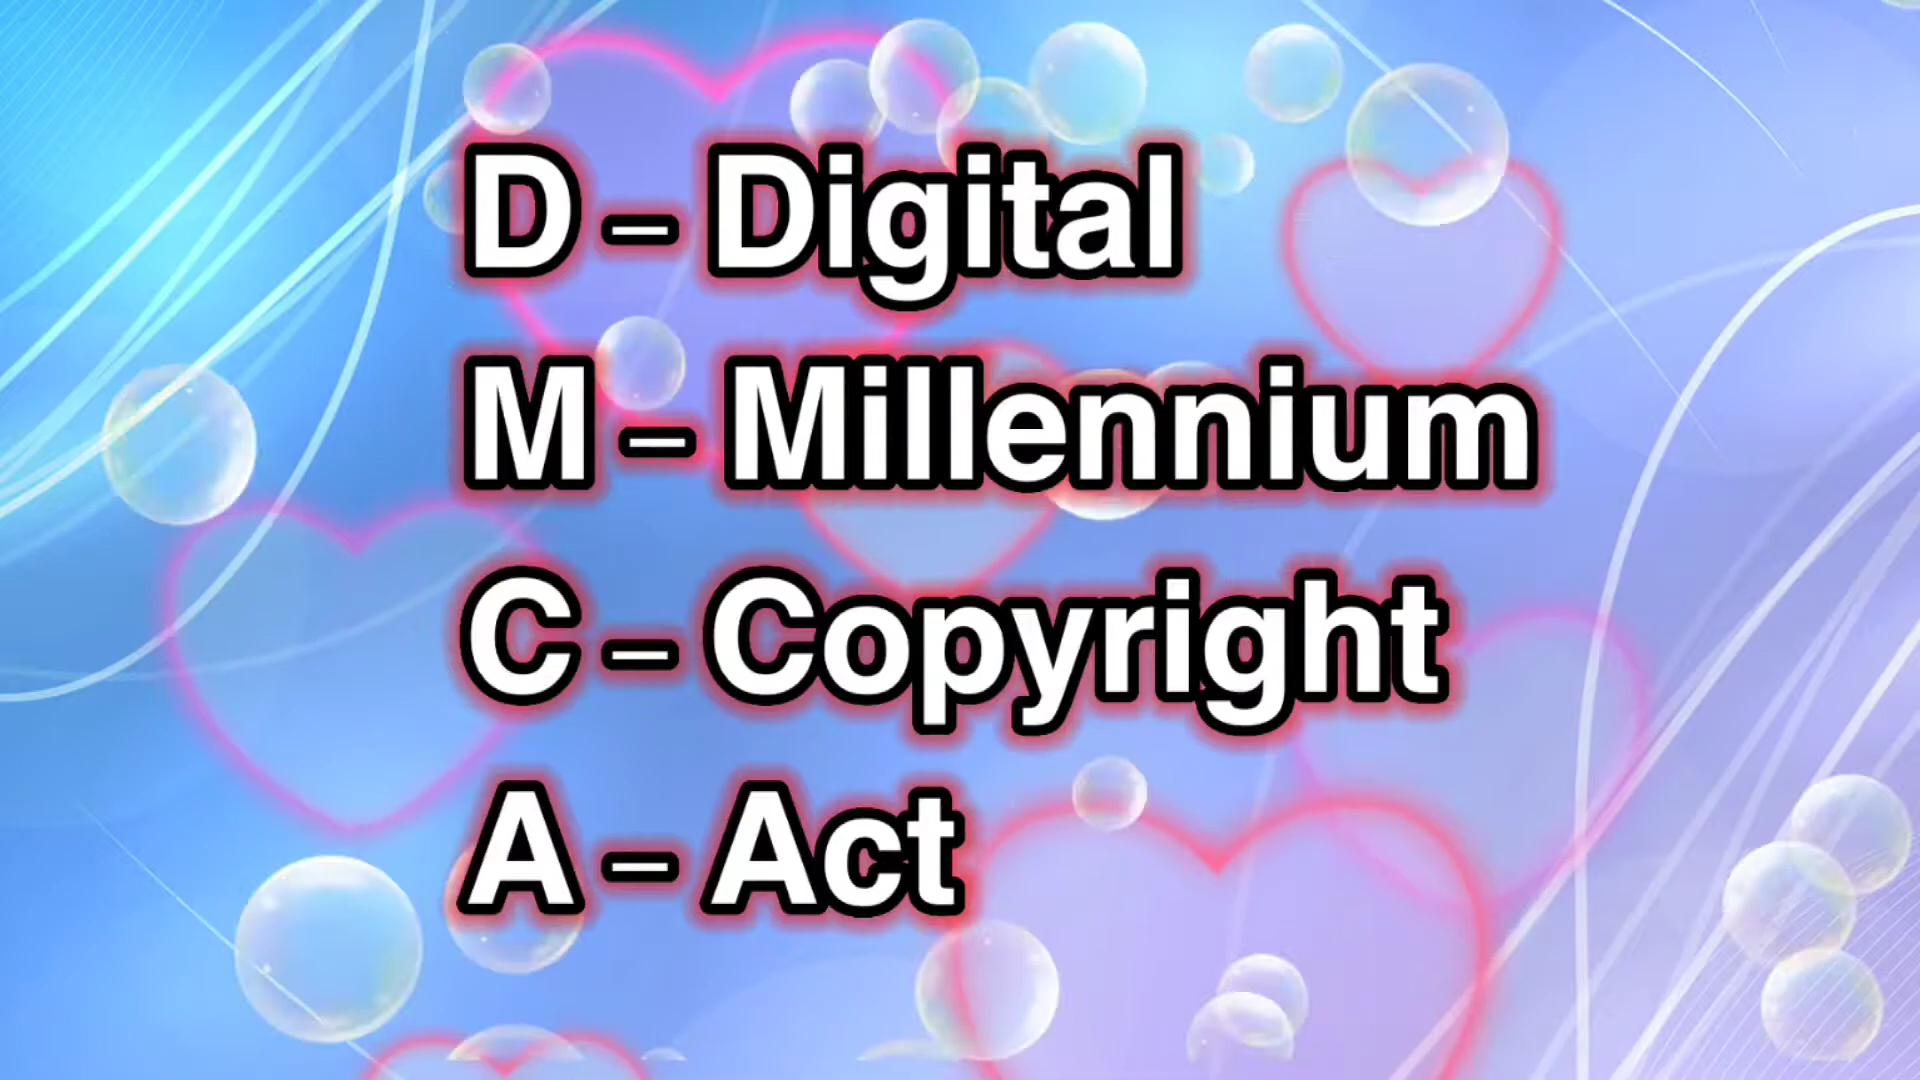 D – Digital
M – Millennium
C – Copyright
A – Act